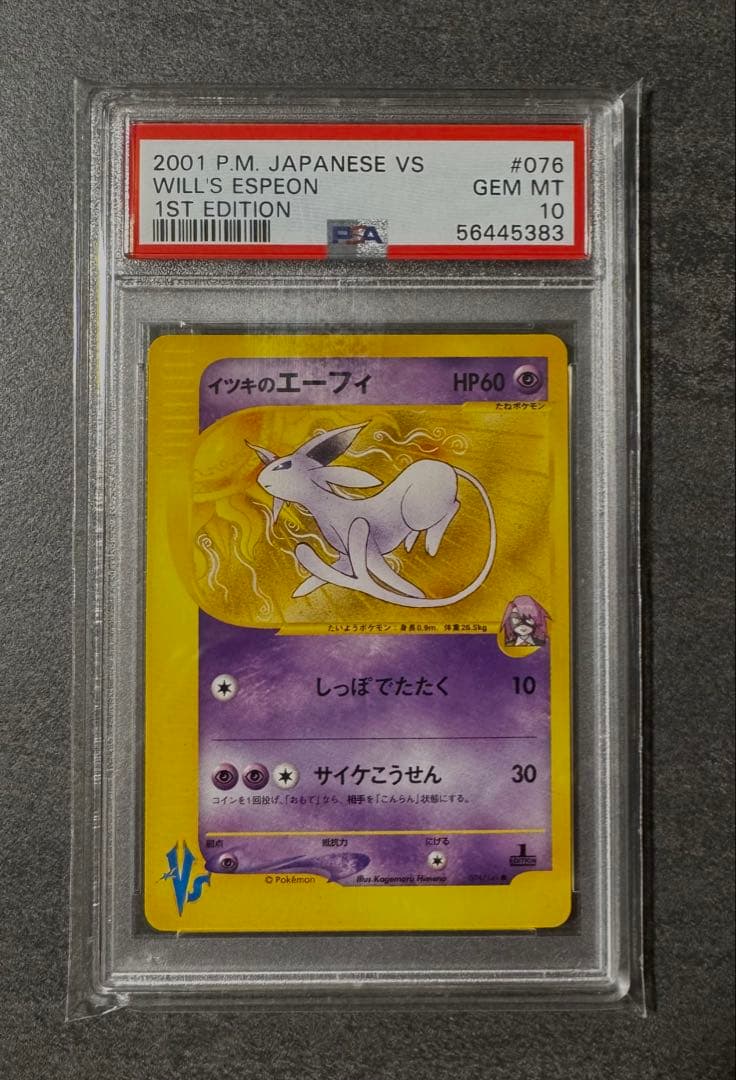 2001 P.M. JAPANESE VS #076
WILL'S ESPEON GEM MT
1ST EDITION 10
PSA 56445383
イツキのエーフィ HP60
たねポケモン
たいようポケモン:身長0.9m、体重26.5kg
しっぽでたたく 10
サイケこうせん 30
コインを1回投げ、「おもて」なら、相手を「こんらん」状態にする。
弱点 抵抗力 にげる
1
EDITION
VS
© Pokémon Illus.Kagemaru Himeno